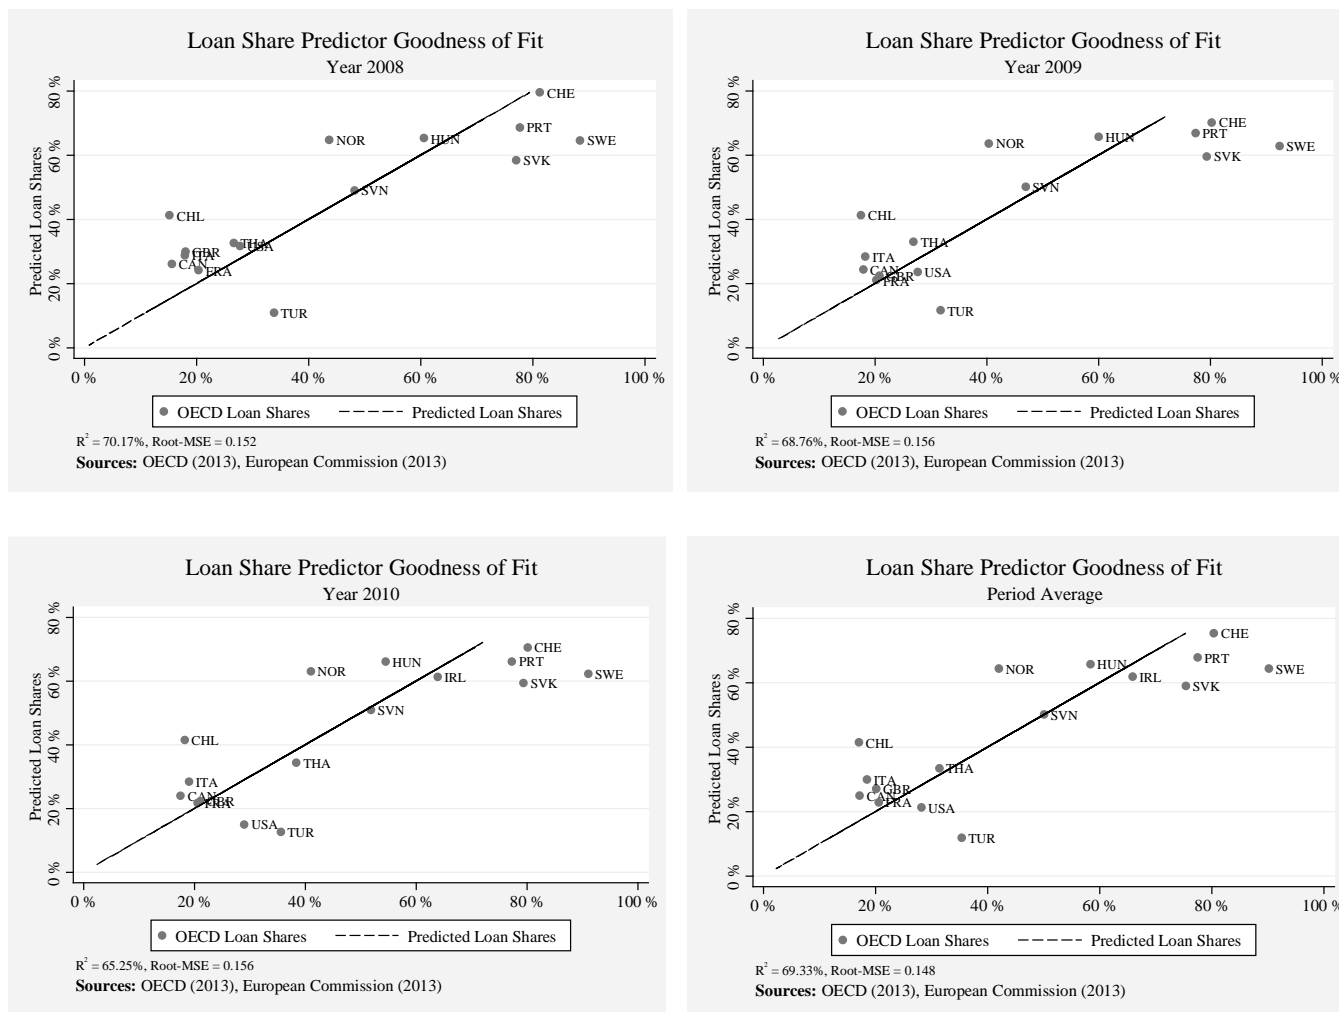 Loan Share Predictor Goodness of Fit
Year 2008
Predicted Loan Shares
80 %
60 %
40 %
20 %
0 %
CHE
PRT
NOR
HUN
SWE
SVK
SVN
CHL
THA
USA
GBR
ITA
CAN
FRA
TUR
0 % 20 % 40 % 60 % 80 % 100 %
OECD Loan Shares Predicted Loan Shares
R² = 70.17%, Root-MSE = 0.152
Sources: OECD (2013), European Commission (2013)
Loan Share Predictor Goodness of Fit
Year 2009
Predicted Loan Shares
80 %
60 %
40 %
20 %
0 %
CHE
PRT
HUN
NOR
SWE
SVK
SVN
CHL
THA
ITA
CAN
USA
GBR
FRA
TUR
0 % 20 % 40 % 60 % 80 % 100 %
OECD Loan Shares Predicted Loan Shares
R² = 68.76%, Root-MSE = 0.156
Sources: OECD (2013), European Commission (2013)
Loan Share Predictor Goodness of Fit
Year 2010
Predicted Loan Shares
80 %
60 %
40 %
20 %
0 %
CHE
HUN
PRT
NOR
SWE
IRL
SVK
SVN
CHL
THA
ITA
CAN
GBR
FRA
USA
TUR
0 % 20 % 40 % 60 % 80 % 100 %
OECD Loan Shares Predicted Loan Shares
R² = 65.25%, Root-MSE = 0.156
Sources: OECD (2013), European Commission (2013)
Loan Share Predictor Goodness of Fit
Period Average
Predicted Loan Shares
80 %
60 %
40 %
20 %
0 %
CHE
PRT
HUN
NOR
SWE
IRL
SVK
SVN
CHL
THA
ITA
GBR
CAN
FRA
USA
TUR
0 % 20 % 40 % 60 % 80 % 100 %
OECD Loan Shares Predicted Loan Shares
R² = 69.33%, Root-MSE = 0.148
Sources: OECD (2013), European Commission (2013)